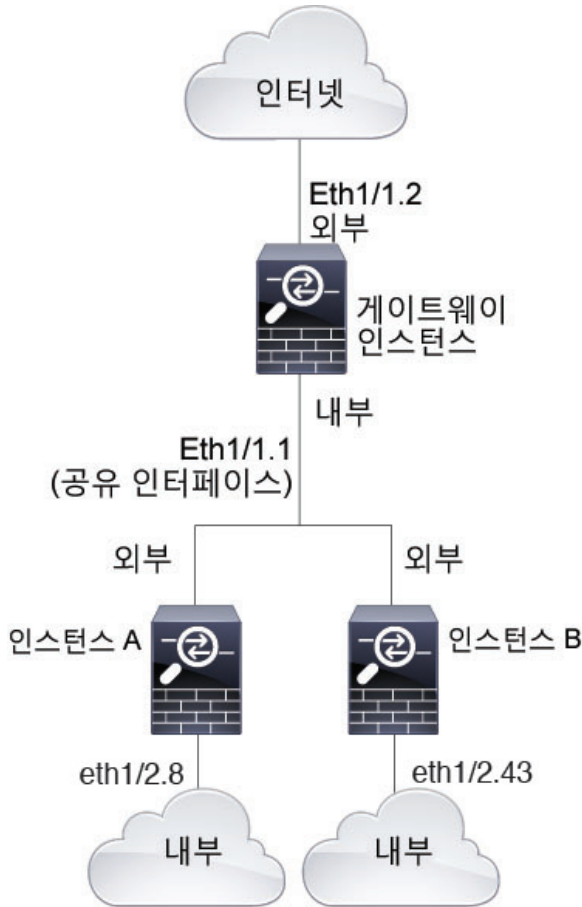 인터넷
Eth1/1.2
외부
게이트웨이
인스턴스
내부
Eth1/1.1
(공유 인터페이스)
외부
외부
인스턴스 A
인스턴스 B
eth1/2.8
eth1/2.43
내부
내부